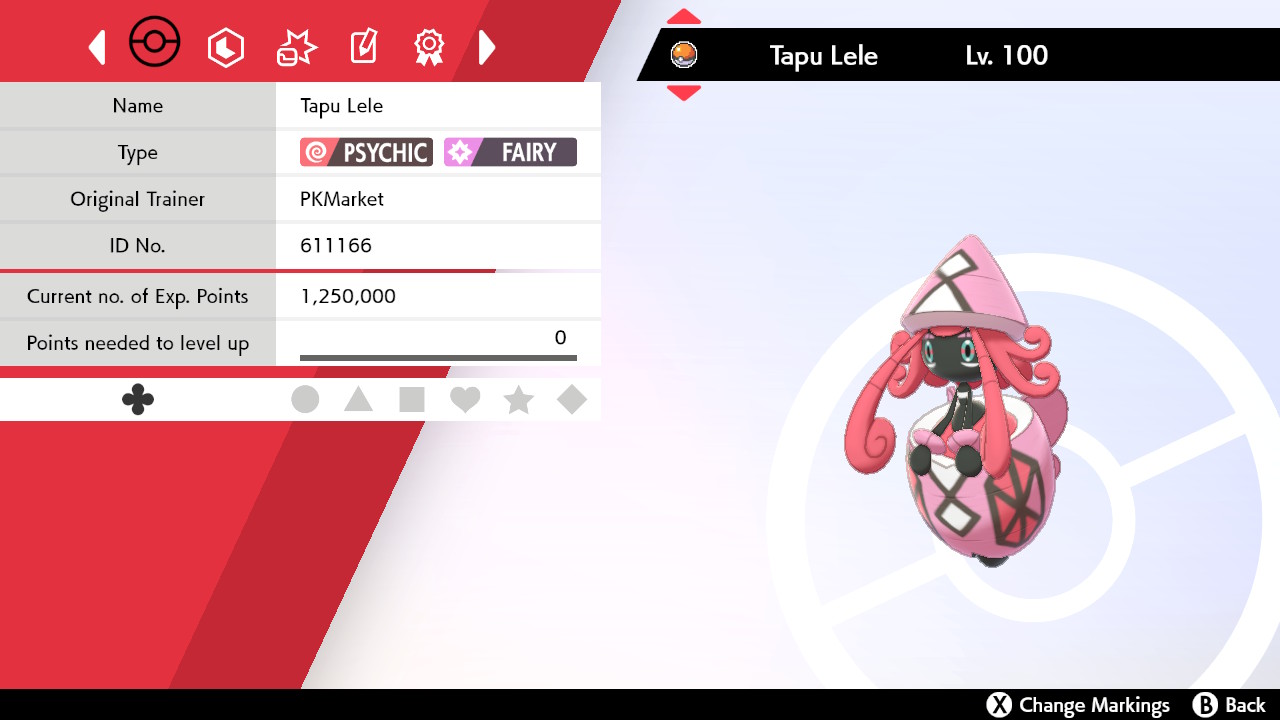 Tapu Lele Lv. 100
Name Tapu Lele
Type PSYCHIC FAIRY
Original Trainer PKMarket
ID No. 611166
Current no. of Exp. Points 1,250,000
Points needed to level up 0
X Change Markings B Back